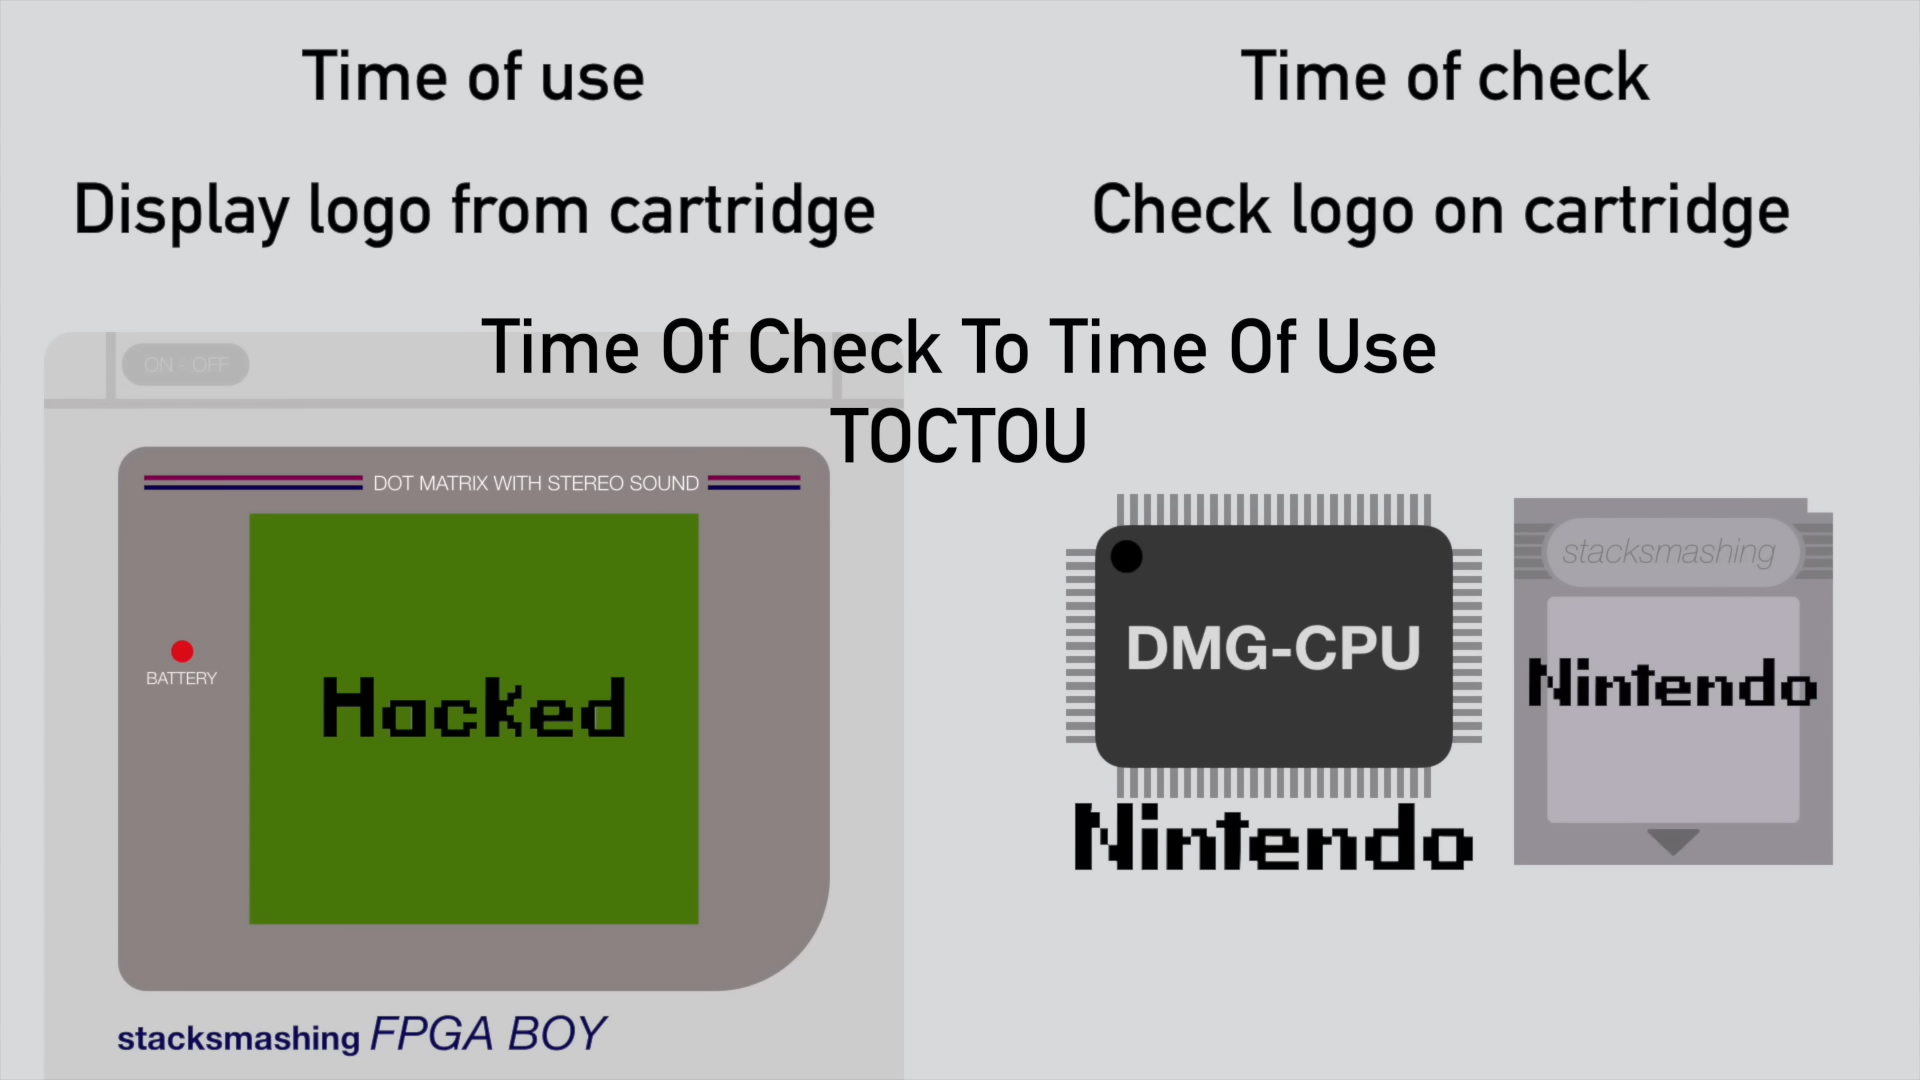 Time of use
Time of check
Display logo from cartridge
Check logo on cartridge
Time Of Check To Time Of Use
TOCTOU
ON - OFF
DOT MATRIX WITH STEREO SOUND
BATTERY
Hacked
stacksmashing FPGA BOY
DMG-CPU
Nintendo
stacksmashing
Nintendo